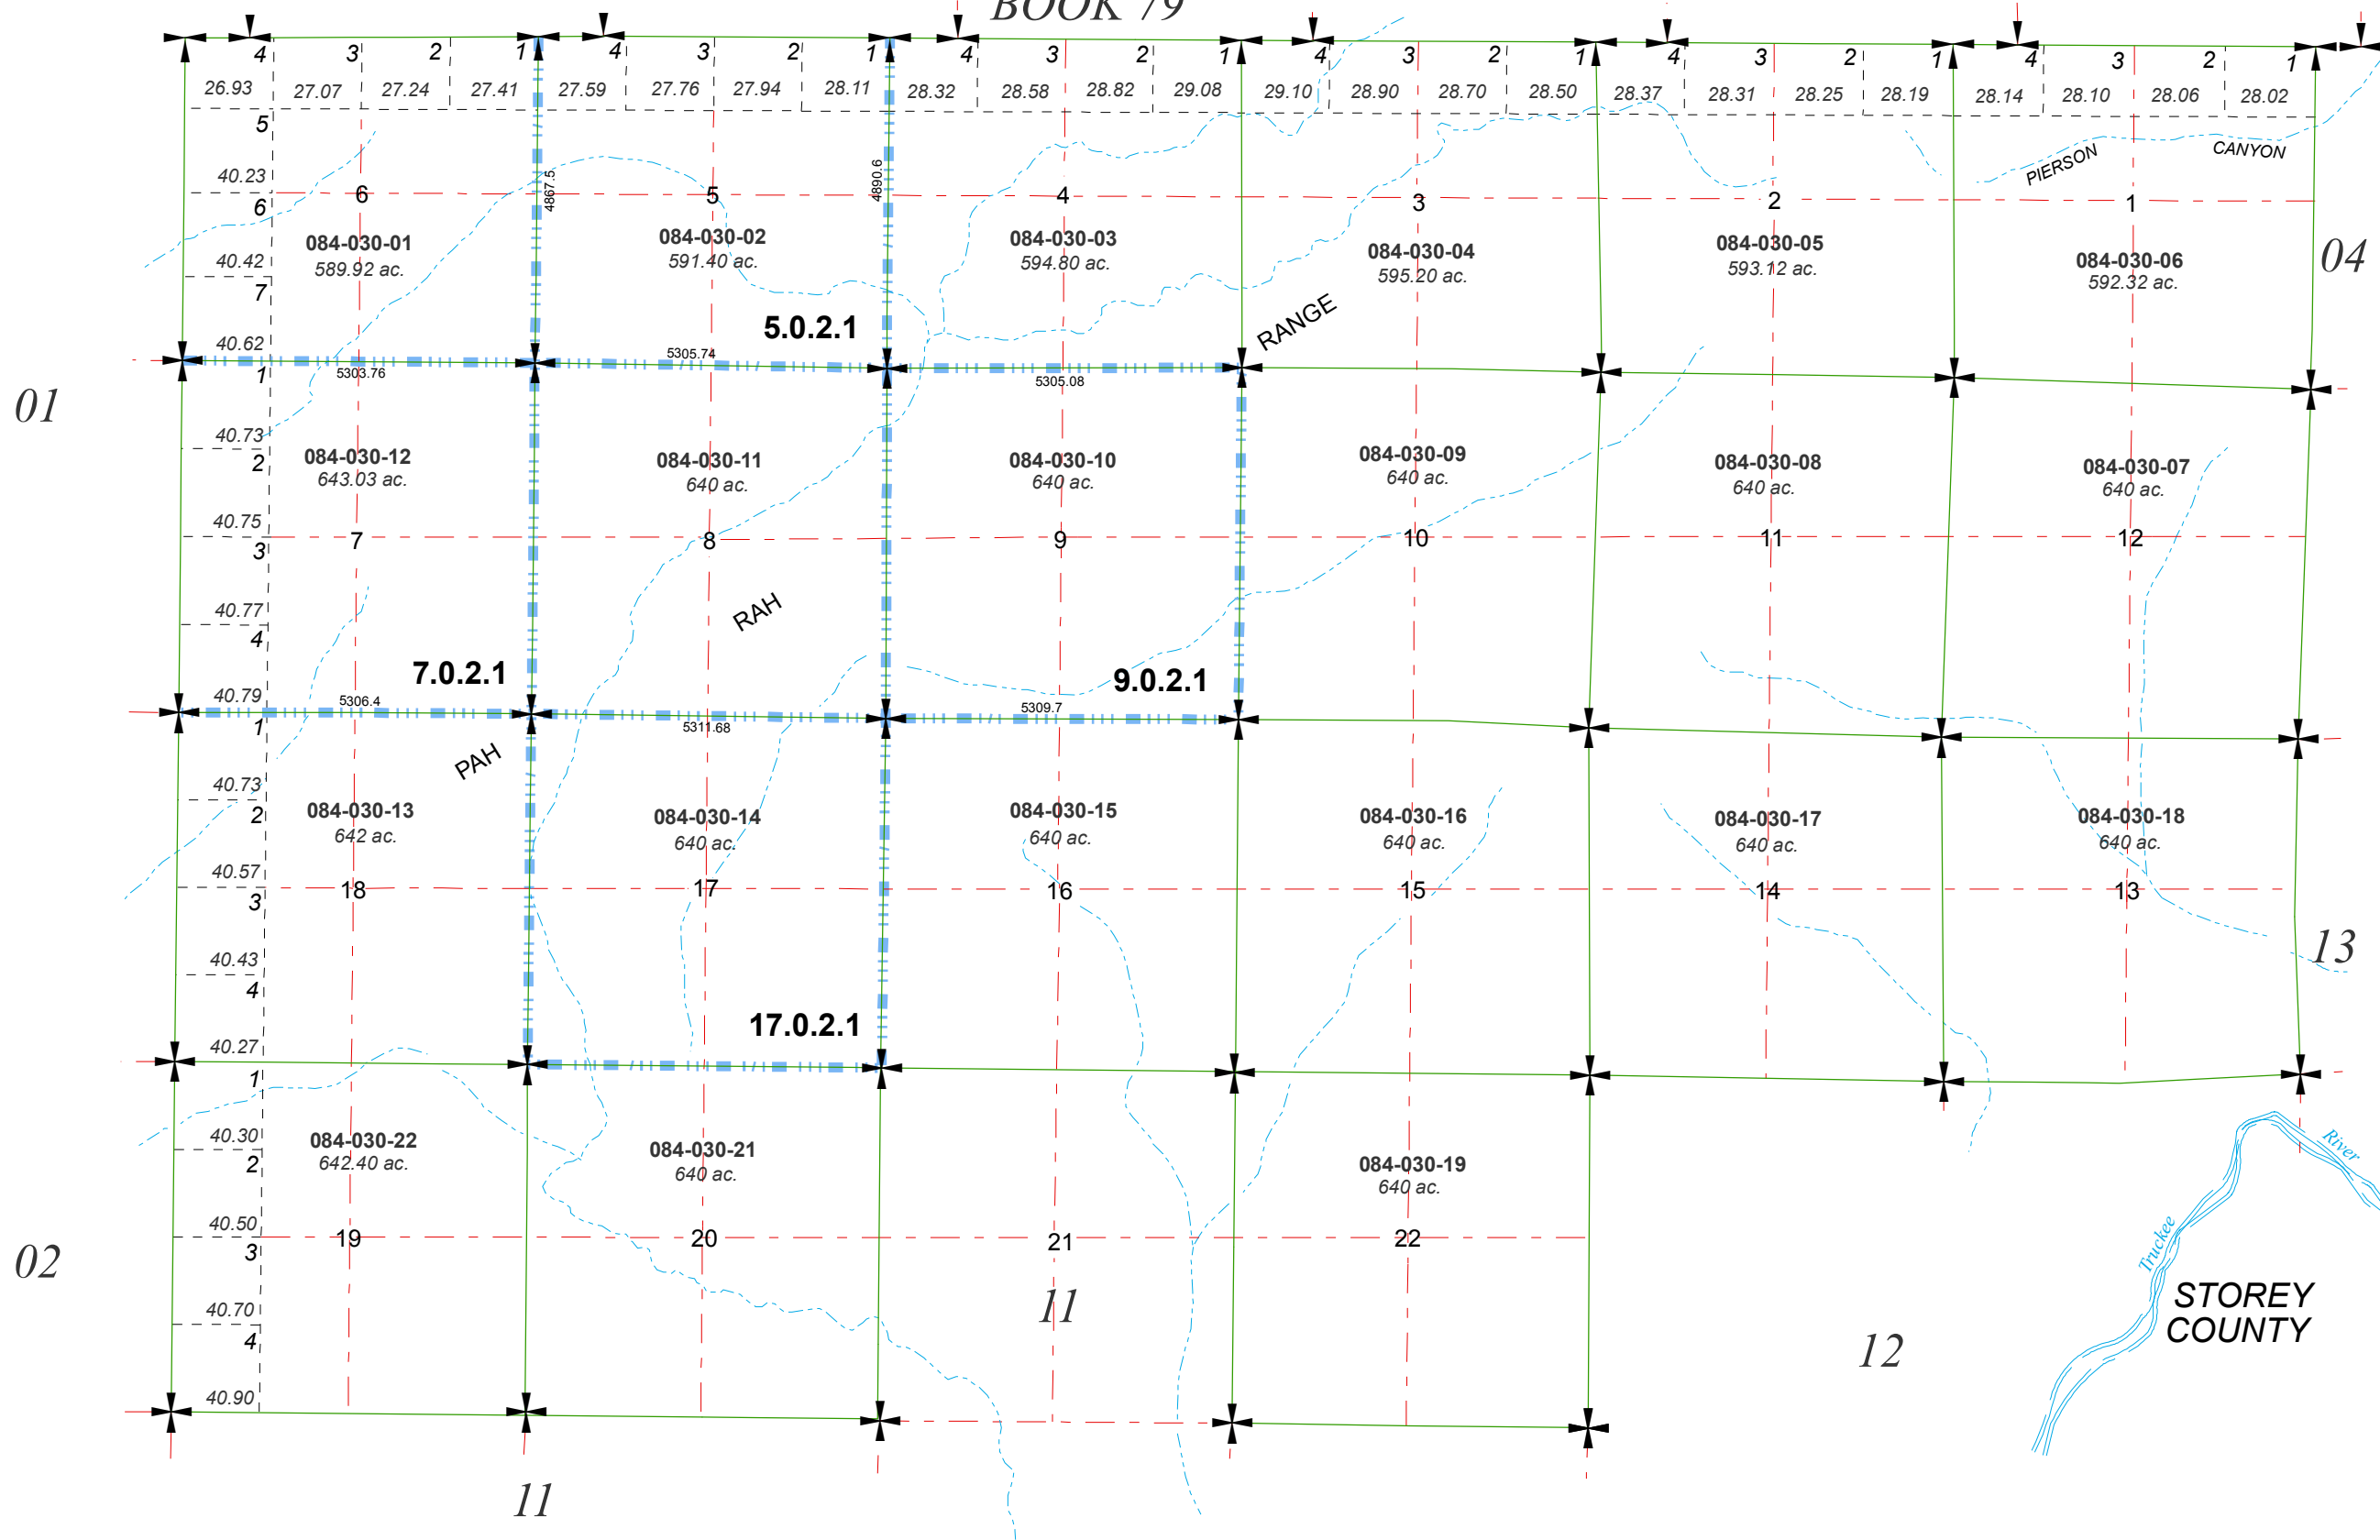 BOOK 79
4 3 2 1 4 3 2 1 4 3 2 1 4 3 2 1 4 3 2 1 4 3 2 1
26.93 27.07 27.24 27.41 27.59 27.76 27.94 28.11 28.32 28.58 28.82 29.08 29.10 28.90 28.70 28.50 28.37 28.31 28.25 28.19 28.14 28.10 28.06 28.02
5
PIERSON CANYON
40.23
4867.5 4890.6
6 6 5 4 3 2 1
084-030-01 084-030-02 084-030-03 084-030-04 084-030-05 084-030-06
589.92 ac. 591.40 ac. 594.80 ac. 595.20 ac. 593.12 ac. 592.32 ac.
04
40.42
7
5.0.2.1
RANGE
40.62
5303.76 5305.74 5305.08
1
01
40.73
2
084-030-12 084-030-11 084-030-10 084-030-09 084-030-08 084-030-07
643.03 ac. 640 ac. 640 ac. 640 ac. 640 ac. 640 ac.
40.75
3 7 8 9 10 11 12
40.77
4
RAH
7.0.2.1 9.0.2.1
40.79
5306.4 5311.68 5309.7
1
PAH
40.73
2
084-030-13 084-030-14 084-030-15 084-030-16 084-030-17 084-030-18
642 ac. 640 ac. 640 ac. 640 ac. 640 ac. 640 ac.
40.57
3 18 17 16 15 14 13
13
40.43
4
17.0.2.1
40.27
1
40.30
2
084-030-22 084-030-21 084-030-19
642.40 ac. 640 ac. 640 ac.
River
Truckee
40.50
3 19 20 21 22
02
11
STOREY
COUNTY
12
40.70
4
40.90
11